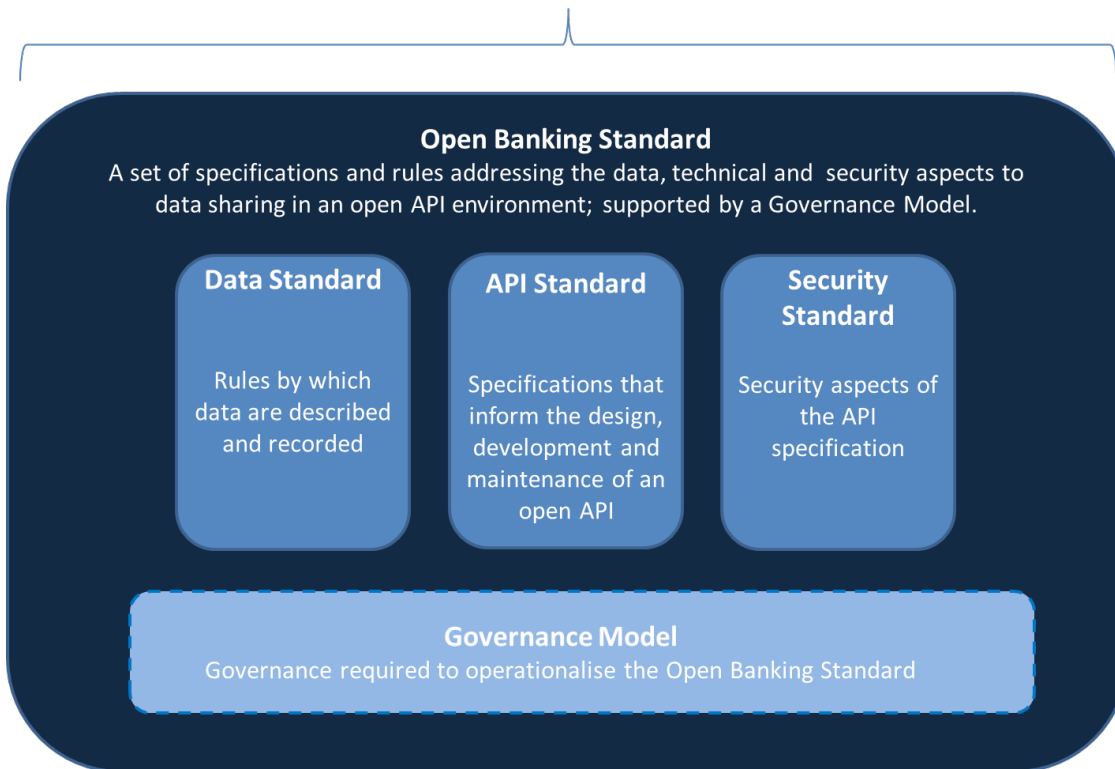 Open Banking Standard
A set of specifications and rules addressing the data, technical and security aspects to
data sharing in an open API environment; supported by a Governance Model.
Data Standard
Rules by which
data are described
and recorded
API Standard
Specifications that
inform the design,
development and
maintenance of an
open API
Security
Standard
Security aspects of
the API
specification
Governance Model
Governance required to operationalise the Open Banking Standard